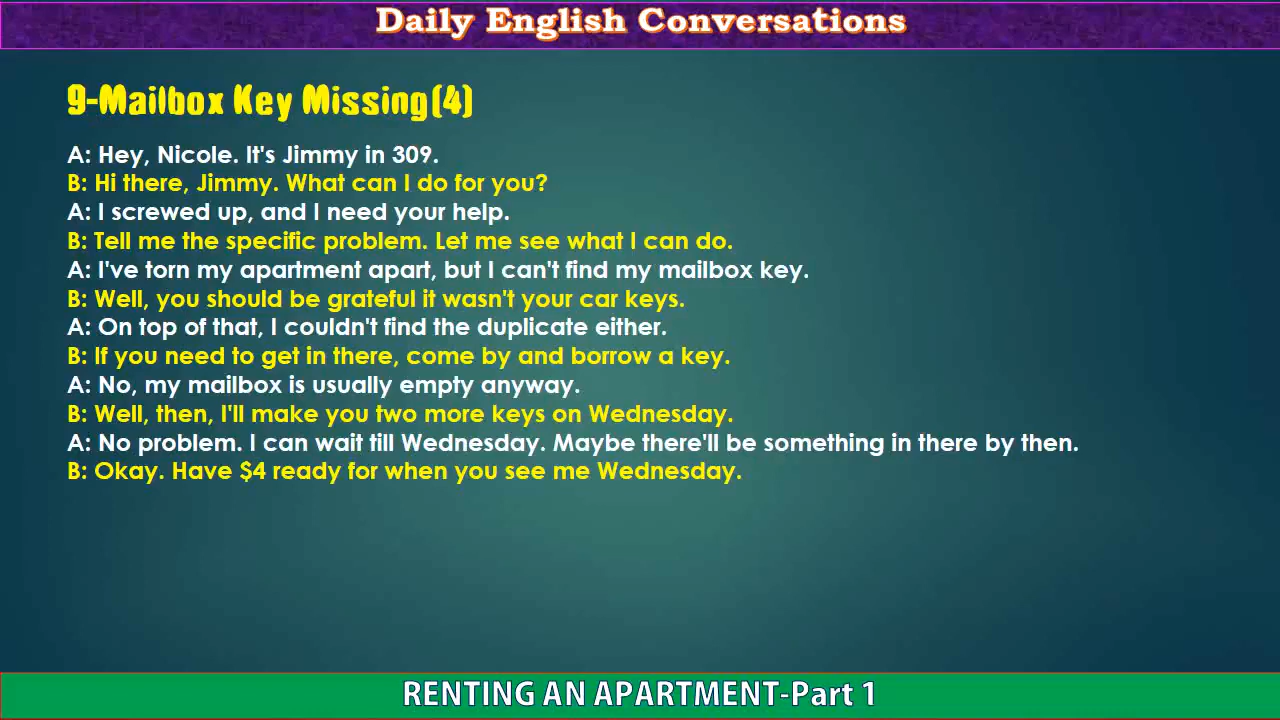 Daily English Conversations
9-Mailbox Key Missing(4)
A: Hey, Nicole. It's Jimmy in 309.
B: Hi there, Jimmy. What can I do for you?
A: I screwed up, and I need your help.
B: Tell me the specific problem. Let me see what I can do.
A: I've torn my apartment apart, but I can't find my mailbox key.
B: Well, you should be grateful it wasn't your car keys.
A: On top of that, I couldn't find the duplicate either.
B: If you need to get in there, come by and borrow a key.
A: No, my mailbox is usually empty anyway.
B: Well, then, I'll make you two more keys on Wednesday.
A: No problem. I can wait till Wednesday. Maybe there'll be something in there by then.
B: Okay. Have $4 ready for when you see me Wednesday.
RENTING AN APARTMENT-Part 1